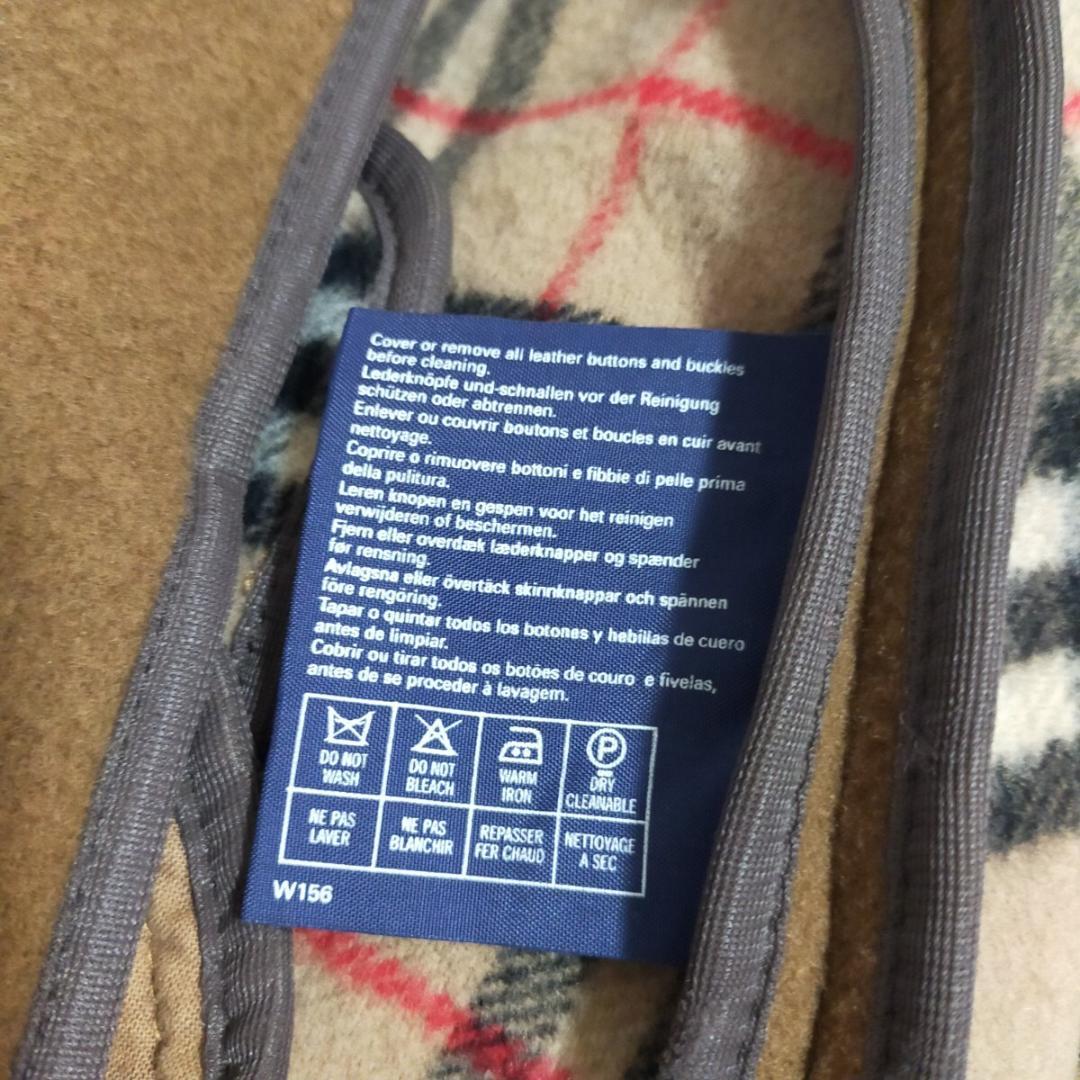 Cover or remove all leather buttons and buckles
before cleaning.
Lederknöpfe und-schnallen vor der Reinigung
schützen oder abtrennen.
Enlever ou couvrir boutons et boucles en cuir avant
nettoyage.
Coprire o rimuovere bottoni e fibbie di pelle prima
della pulitura.
Leren knopen en gespen voor het reinigen
verwijderen of beschermen.
Fjern eller overdæk læderknapper og spænder
før rensning.
Avlagsna eller övertäck skinnknappar och spännen
före rengöring.
Tapar o quintar todos los botones y hebillas de cuero
antes de limpiar.
Cobrir ou tirar todos os botões de couro e fivelas,
antes de se proceder à lavagem.
DO NOT
WASH
DO NOT
BLEACH
WARM
IRON
P
DRY
CLEANABLE
NE PAS
LAVER
NE PAS
BLANCHIR
REPASSER
FER CHAUD
NETTOYAGE
A SEC
W156